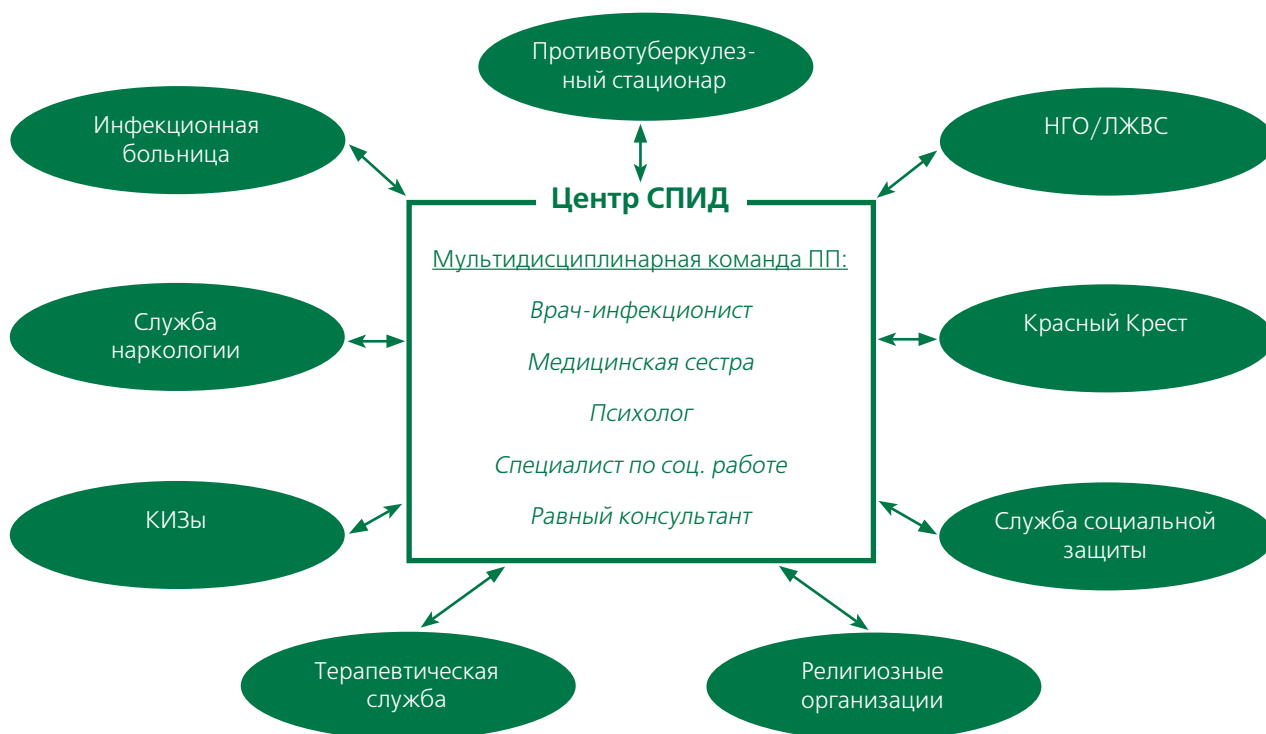 Противотуберкулез-
ный стационар
Инфекционная
больница
НГО/ЛЖВС
Центр СПИД
Мультидисциплинарная команда ПП:
Врач-инфекционист
Медицинская сестра
Психолог
Специалист по соц. работе
Равный консультант
Служба
наркологии
Красный Крест
КИЗы
Служба социальной
защиты
Терапевтическая
служба
Религиозные
организации